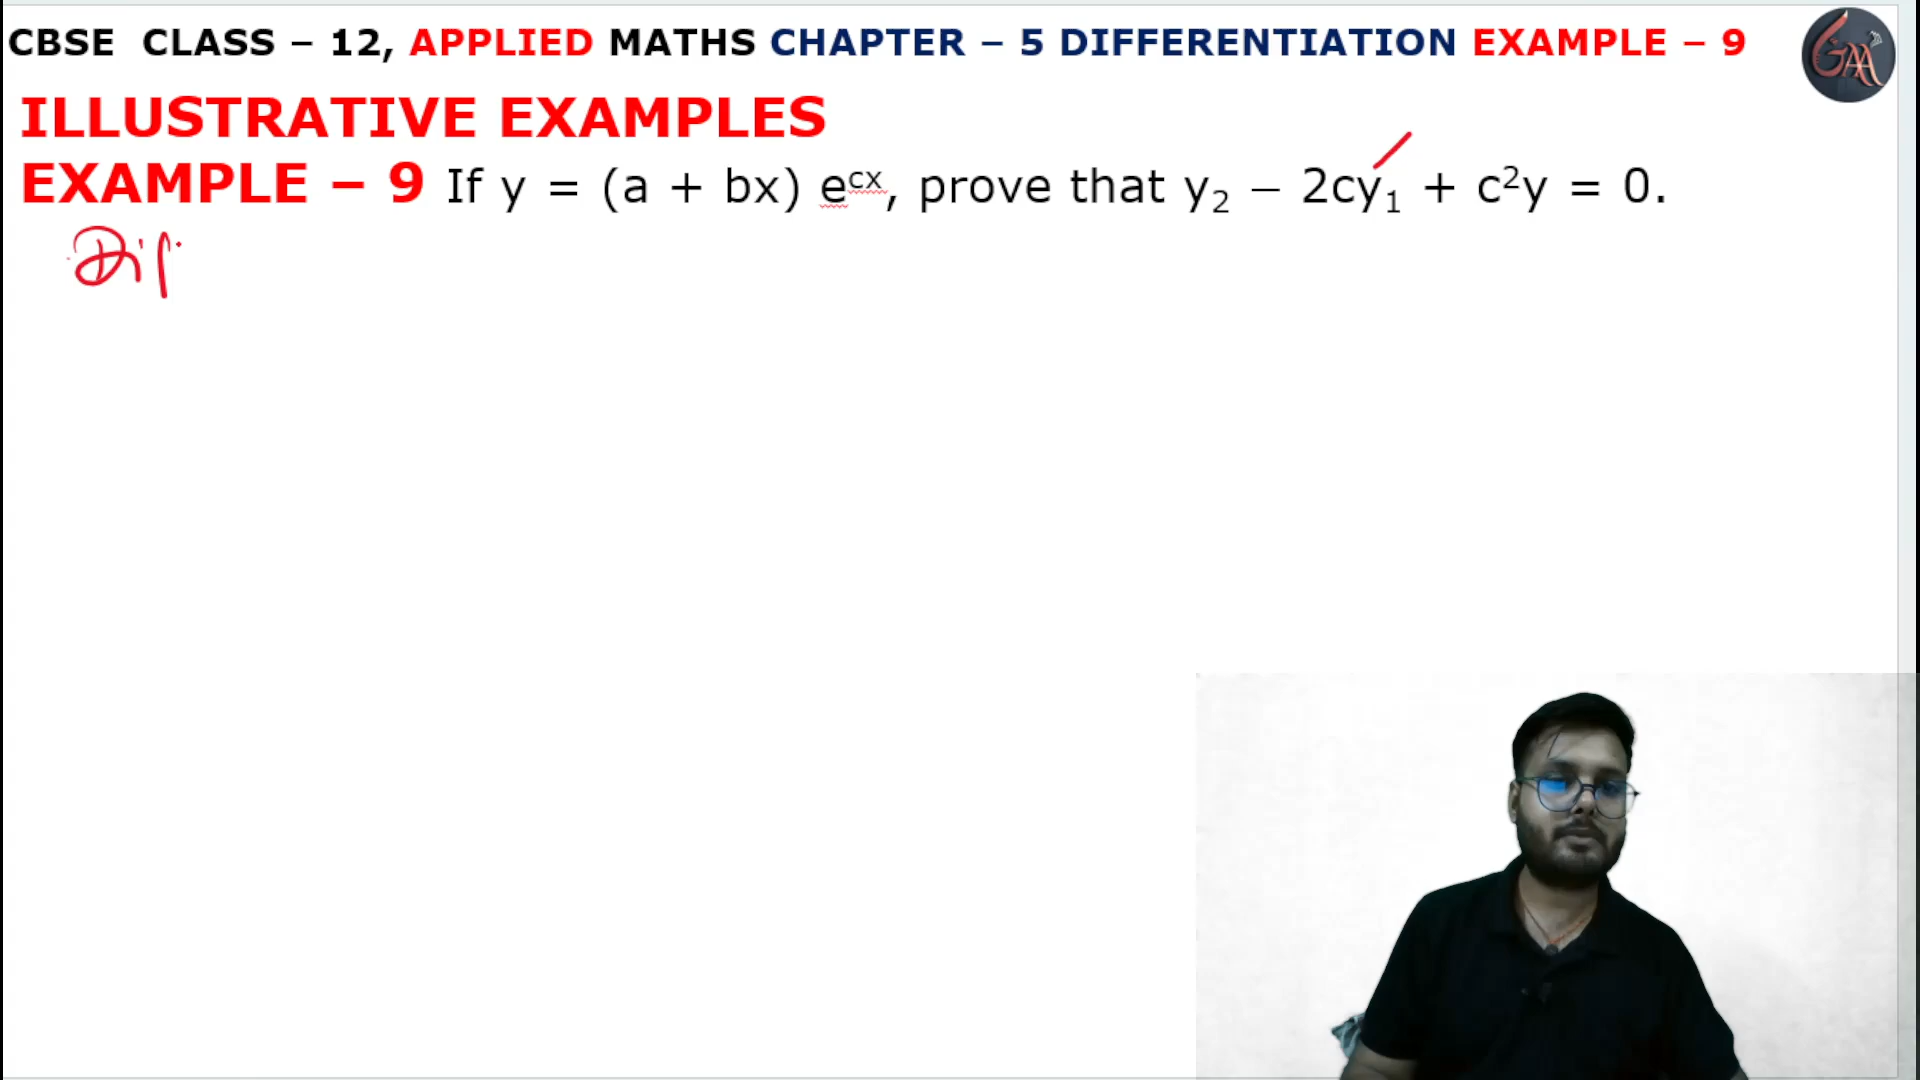 CBSE CLASS – 12, APPLIED MATHS CHAPTER – 5 DIFFERENTIATION EXAMPLE – 9
ILLUSTRATIVE EXAMPLES
EXAMPLE – 9 If y = (a + bx) eᶜˣ, prove that y₂ – 2cy₁ + c²y = 0.
Dif